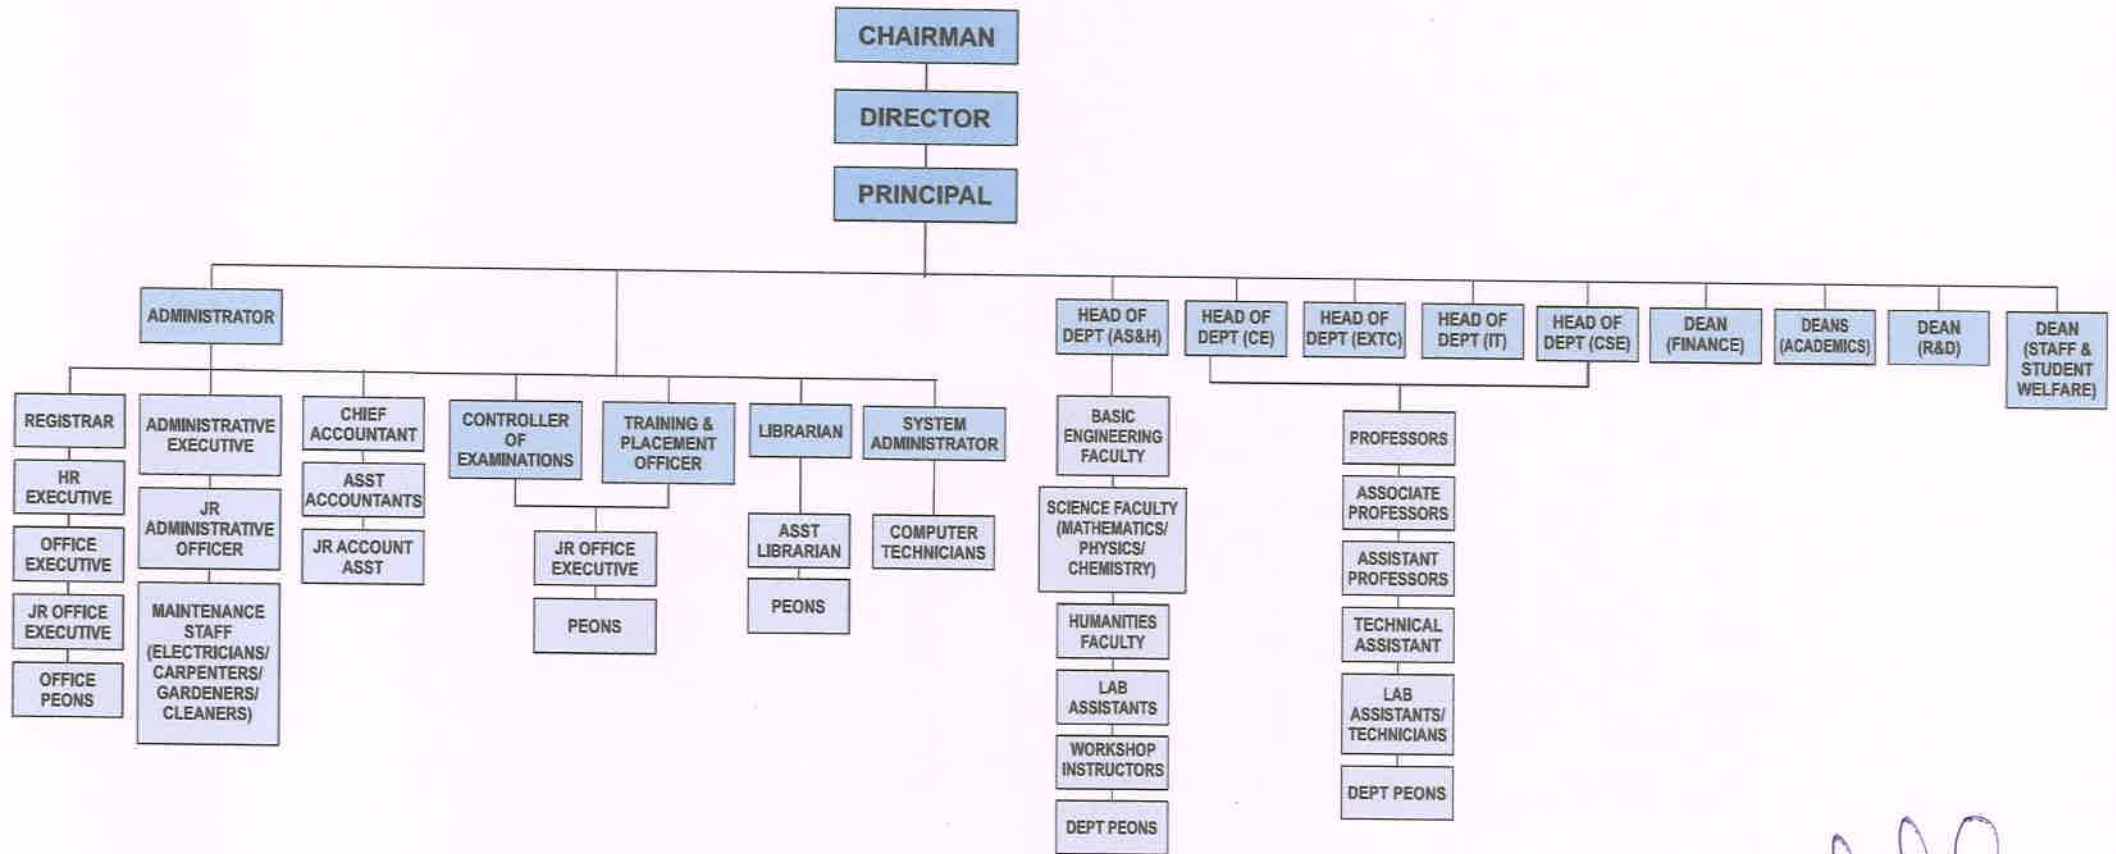 CHAIRMAN
DIRECTOR
PRINCIPAL
ADMINISTRATOR
HEAD OF
DEPT (AS&H)
HEAD OF
DEPT (CE)
HEAD OF
DEPT (EXTC)
HEAD OF
DEPT (IT)
HEAD OF
DEPT (CSE)
DEAN
(FINANCE)
DEANS
(ACADEMICS)
DEAN
(R&D)
DEAN
(STAFF &
STUDENT
WELFARE)
REGISTRAR
HR
EXECUTIVE
OFFICE
EXECUTIVE
JR OFFICE
EXECUTIVE
OFFICE
PEONS
ADMINISTRATIVE
EXECUTIVE
JR
ADMINISTRATIVE
OFFICER
MAINTENANCE
STAFF
(ELECTRICIANS/
CARPENTERS/
GARDENERS/
CLEANERS)
CHIEF
ACCOUNTANT
ASST
ACCOUNTANTS
JR ACCOUNT
ASST
CONTROLLER
OF
EXAMINATIONS
TRAINING &
PLACEMENT
OFFICER
JR OFFICE
EXECUTIVE
PEONS
LIBRARIAN
ASST
LIBRARIAN
PEONS
SYSTEM
ADMINISTRATOR
COMPUTER
TECHNICIANS
BASIC
ENGINEERING
FACULTY
SCIENCE FACULTY
(MATHEMATICS/
PHYSICS/
CHEMISTRY)
HUMANITIES
FACULTY
LAB
ASSISTANTS
WORKSHOP
INSTRUCTORS
DEPT PEONS
PROFESSORS
ASSOCIATE
PROFESSORS
ASSISTANT
PROFESSORS
TECHNICAL
ASSISTANT
LAB
ASSISTANTS/
TECHNICIANS
DEPT PEONS